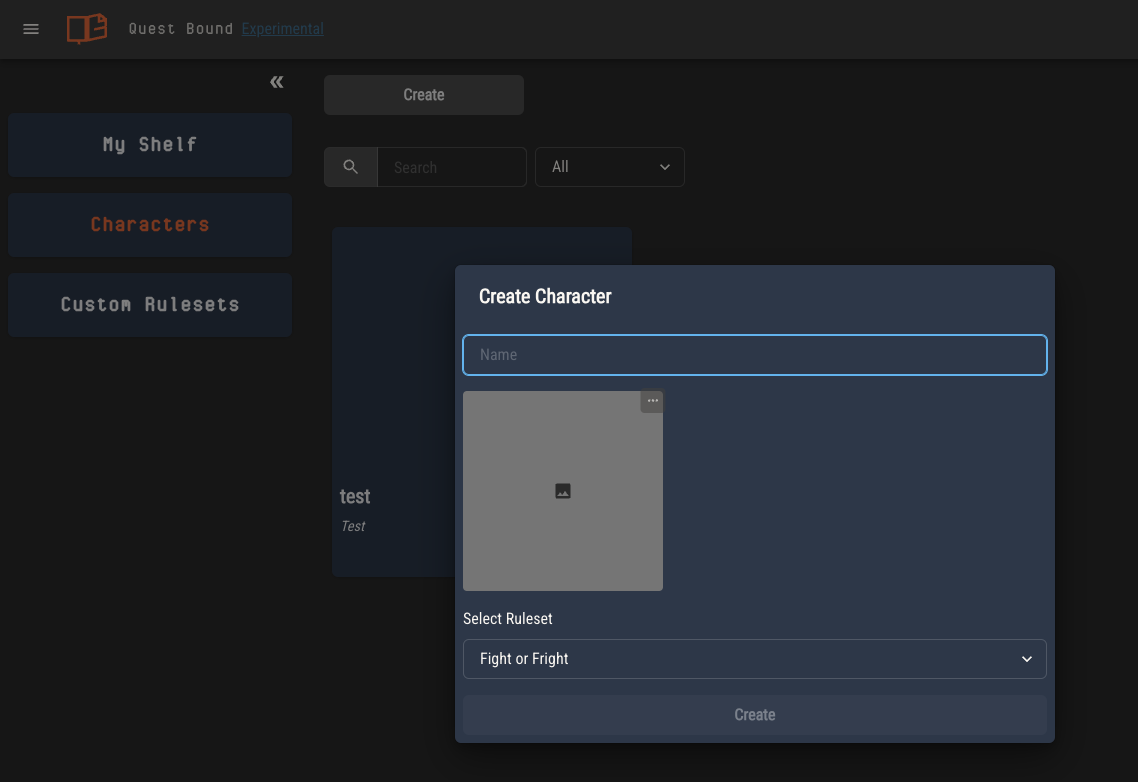 Quest Bound Experimental
My Shelf
Characters
Custom Rulesets
Create
Search
All
test
Test
Create Character
Name
Select Ruleset
Fight or Fright
Create